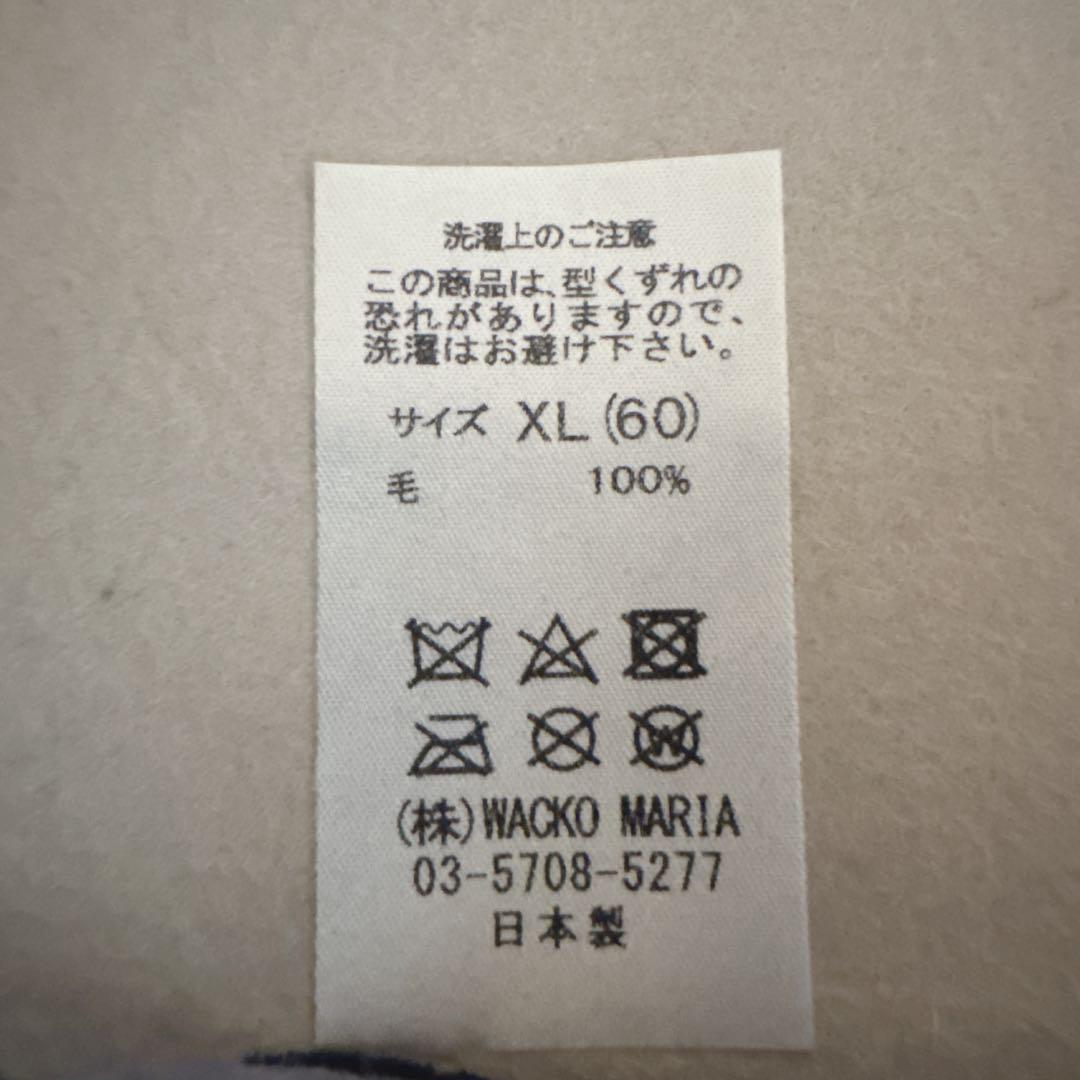 洗濯上のご注意
この商品は、型くずれの
恐れがありますので、
洗濯はお避け下さい。
サイズ XL(60)
毛 100%
W
(株)WACKO MARIA
03-5708-5277
日本製